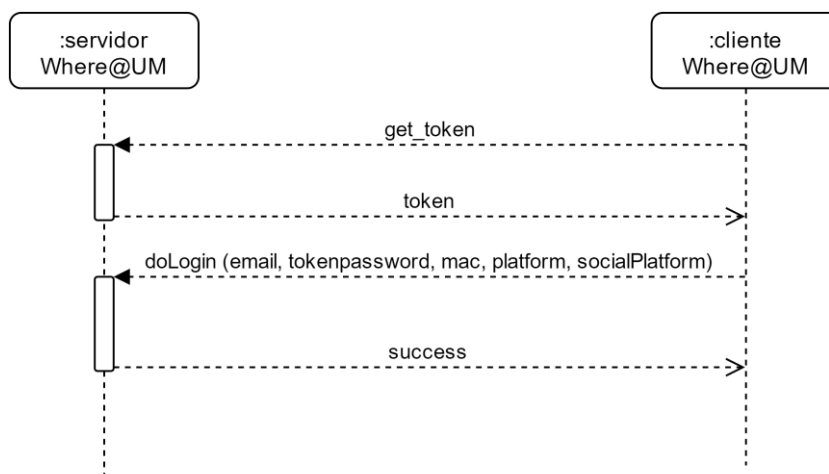 :servidor
Where@UM
:cliente
Where@UM
get_token
token
doLogin (email, tokenpassword, mac, platform, socialPlatform)
success